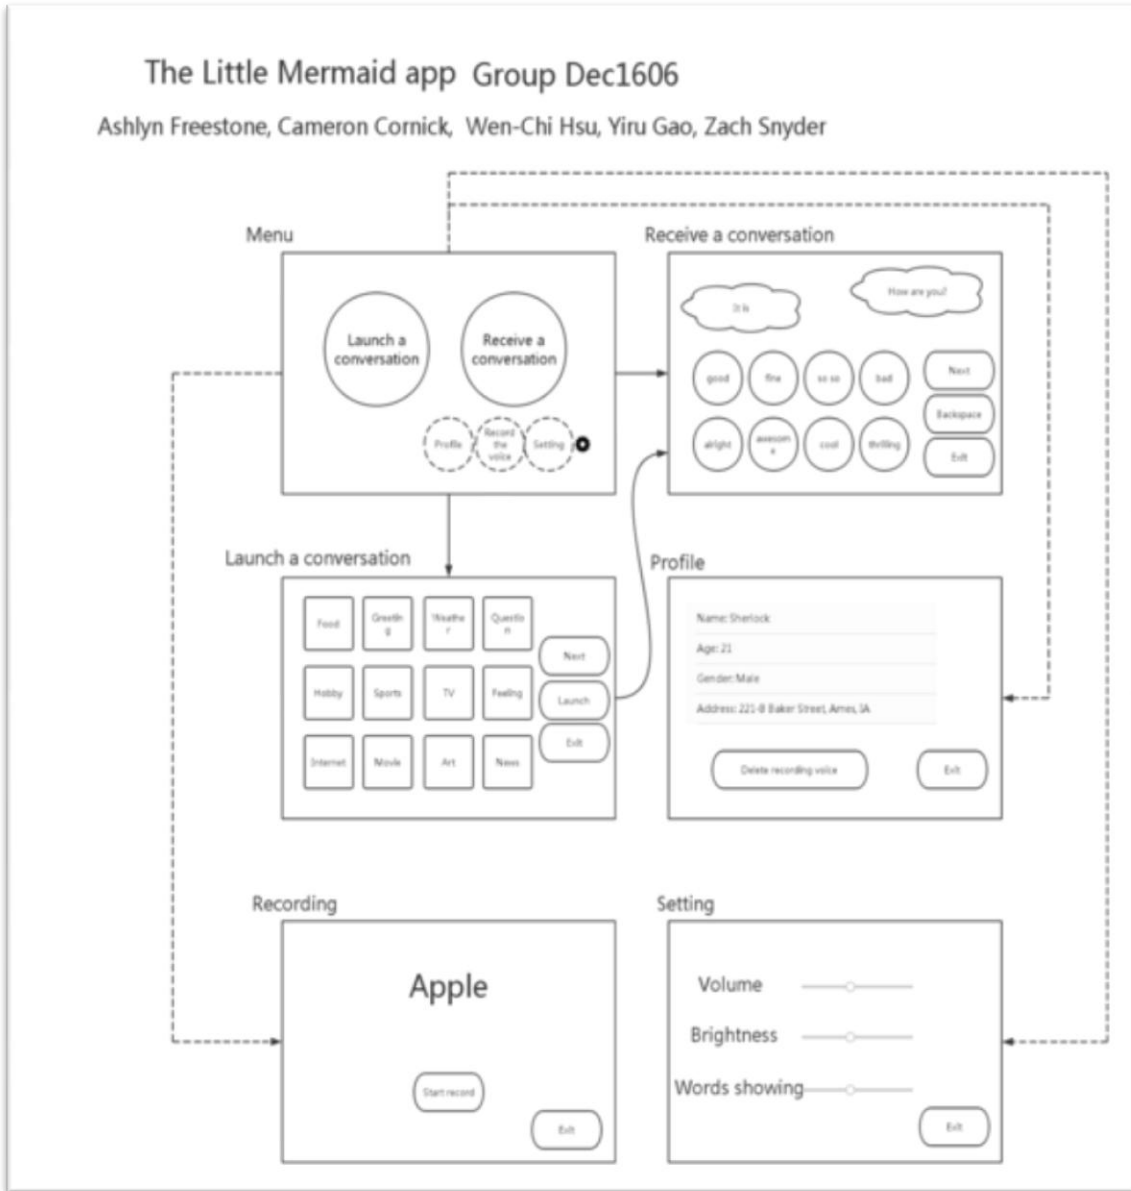 The Little Mermaid app Group Dec1606
Ashlyn Freestone, Cameron Cornick, Wen-Chi Hsu, Yiru Gao, Zach Snyder
Menu
Launch a
conversation
Receive a
conversation
Profile
Record
the
voice
Setting
Receive a conversation
It is
How are you?
good
fine
so so
bad
alright
awesom
e
cool
thrilling
Next
Backspace
Exit
Launch a conversation
Food
Greetin
g
Weathe
r
Questio
n
Hobby
Sports
TV
Feeling
Internet
Movie
Art
News
Next
Launch
Exit
Profile
Name: Sherlock
Age: 21
Gender: Male
Address: 221-B Baker Street, Ames, IA
Delete recording voice
Exit
Recording
Apple
Start record
Exit
Setting
Volume
Brightness
Words showing
Exit